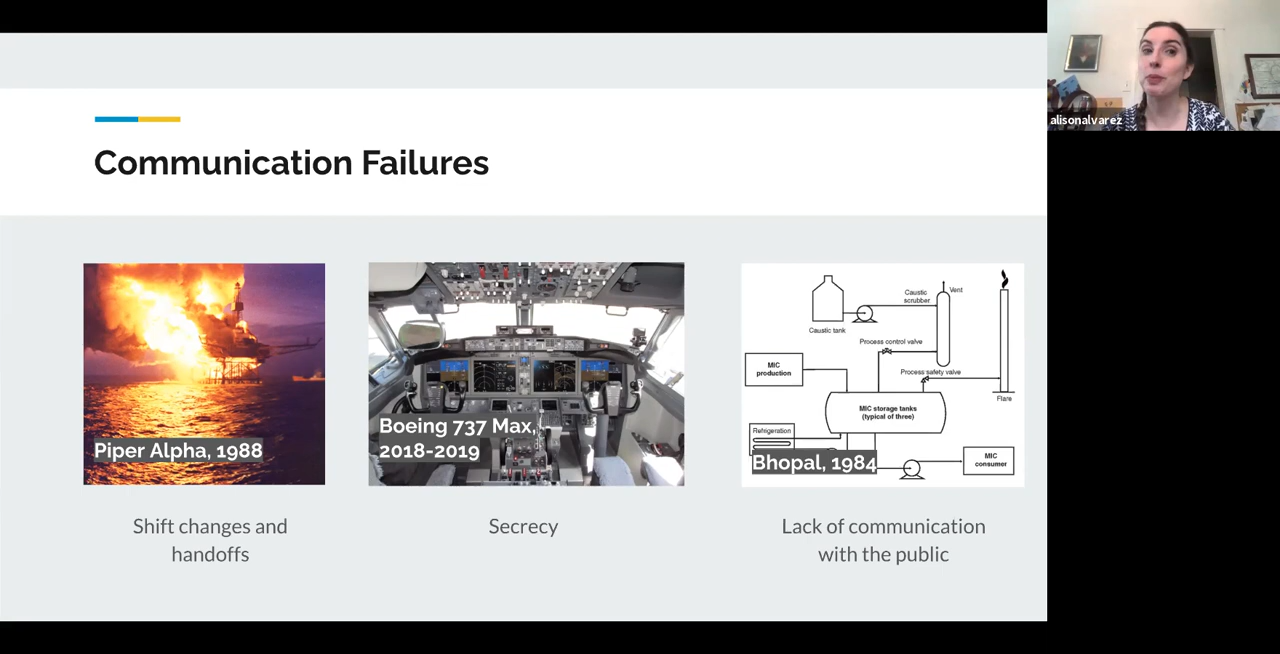 alisonalvarez
Communication Failures
Piper Alpha, 1988
Boeing 737 Max,
2018-2019
Caustic
scrubber
Vent
Caustic tank
Process control valve
MIC
production
Process safety valve
Flare
MIC storage tanks
(typical of three)
Refrigeration
Bhopal, 1984
MIC
consumer
Shift changes and
handoffs
Secrecy
Lack of communication
with the public